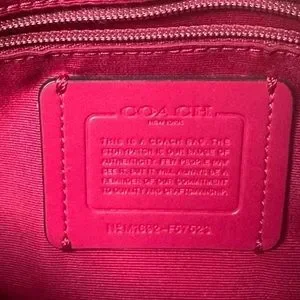 COACH
NEW YORK
THIS IS A COACH BAG. THE
STORYPATCH IS OUR BADGE OF
AUTHENTICITY. FEW PEOPLE MAY
SEE IT, BUT IT WILL ALWAYS BE A
REMINDER OF OUR COMMITMENT
TO QUALITY AND CRAFTSMANSHIP.